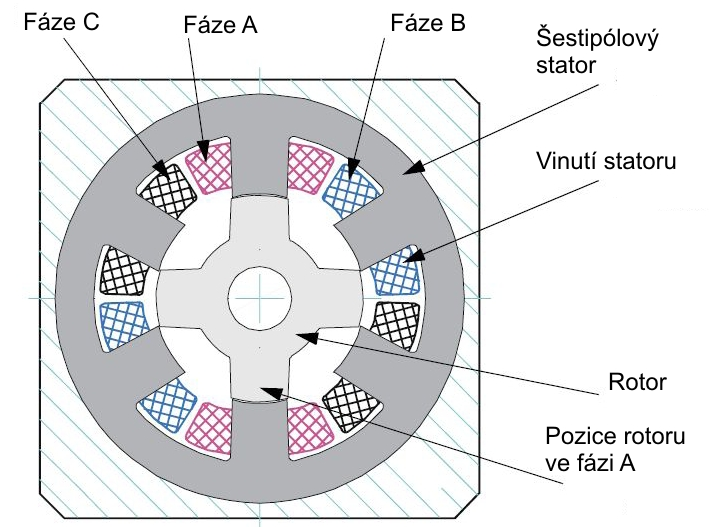 Fáze C
Fáze A
Fáze B
Šestipólový
stator
Vinutí statoru
Rotor
Pozice rotoru
ve fázi A